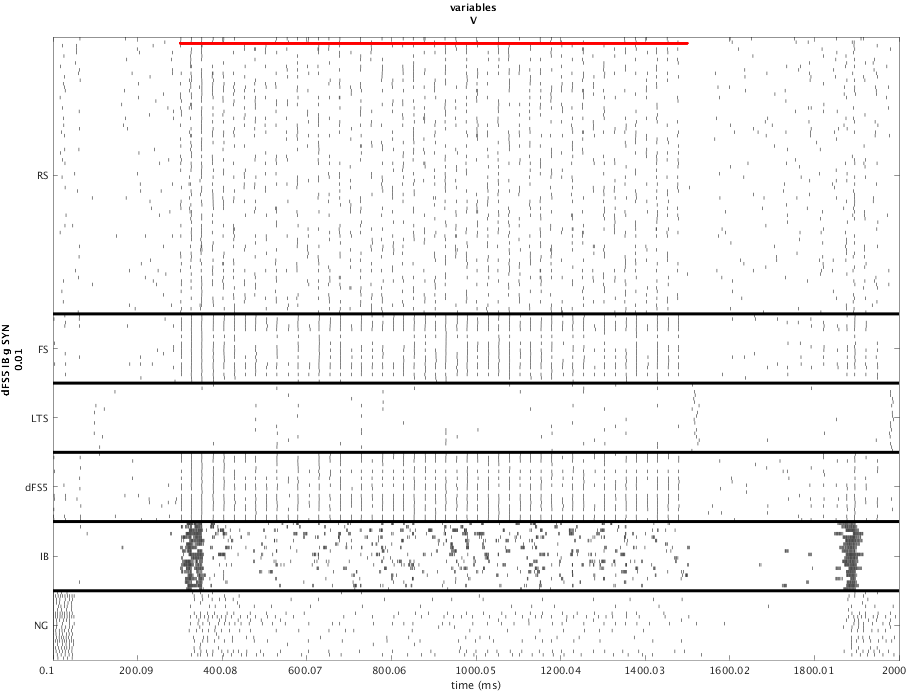 variables
V
RS
FS
LTS
dFS5
IB
NG
dFS5 IB g SYN
0.01
0.1 200.09 400.08 600.07 800.06 1000.05 1200.04 1400.03 1600.02 1800.01 2000
time (ms)